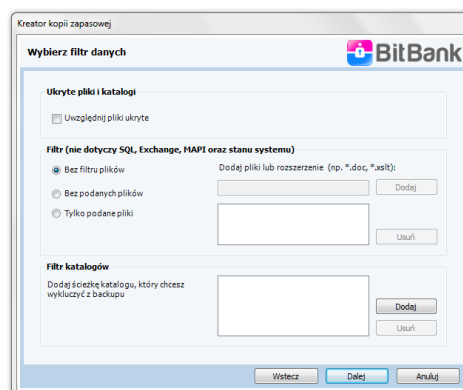 Kreator kopii zapasowej
Wybierz filtr danych
BitBank
Ukryte pliki i katalogi
Uwzględnij pliki ukryte
Filtr (nie dotyczy SQL, Exchange, MAPI oraz stanu systemu)
Bez filtru plików
Dodaj pliki lub rozszerzenie (np. *.doc, *.xslt):
Bez podanych plików
Dodaj
Tylko podane pliki
Usuń
Filtr katalogów
Dodaj ścieżkę katalogu, który chcesz
wykluczyć z backupu
Dodaj
Usuń
Wstecz
Dalej
Anuluj